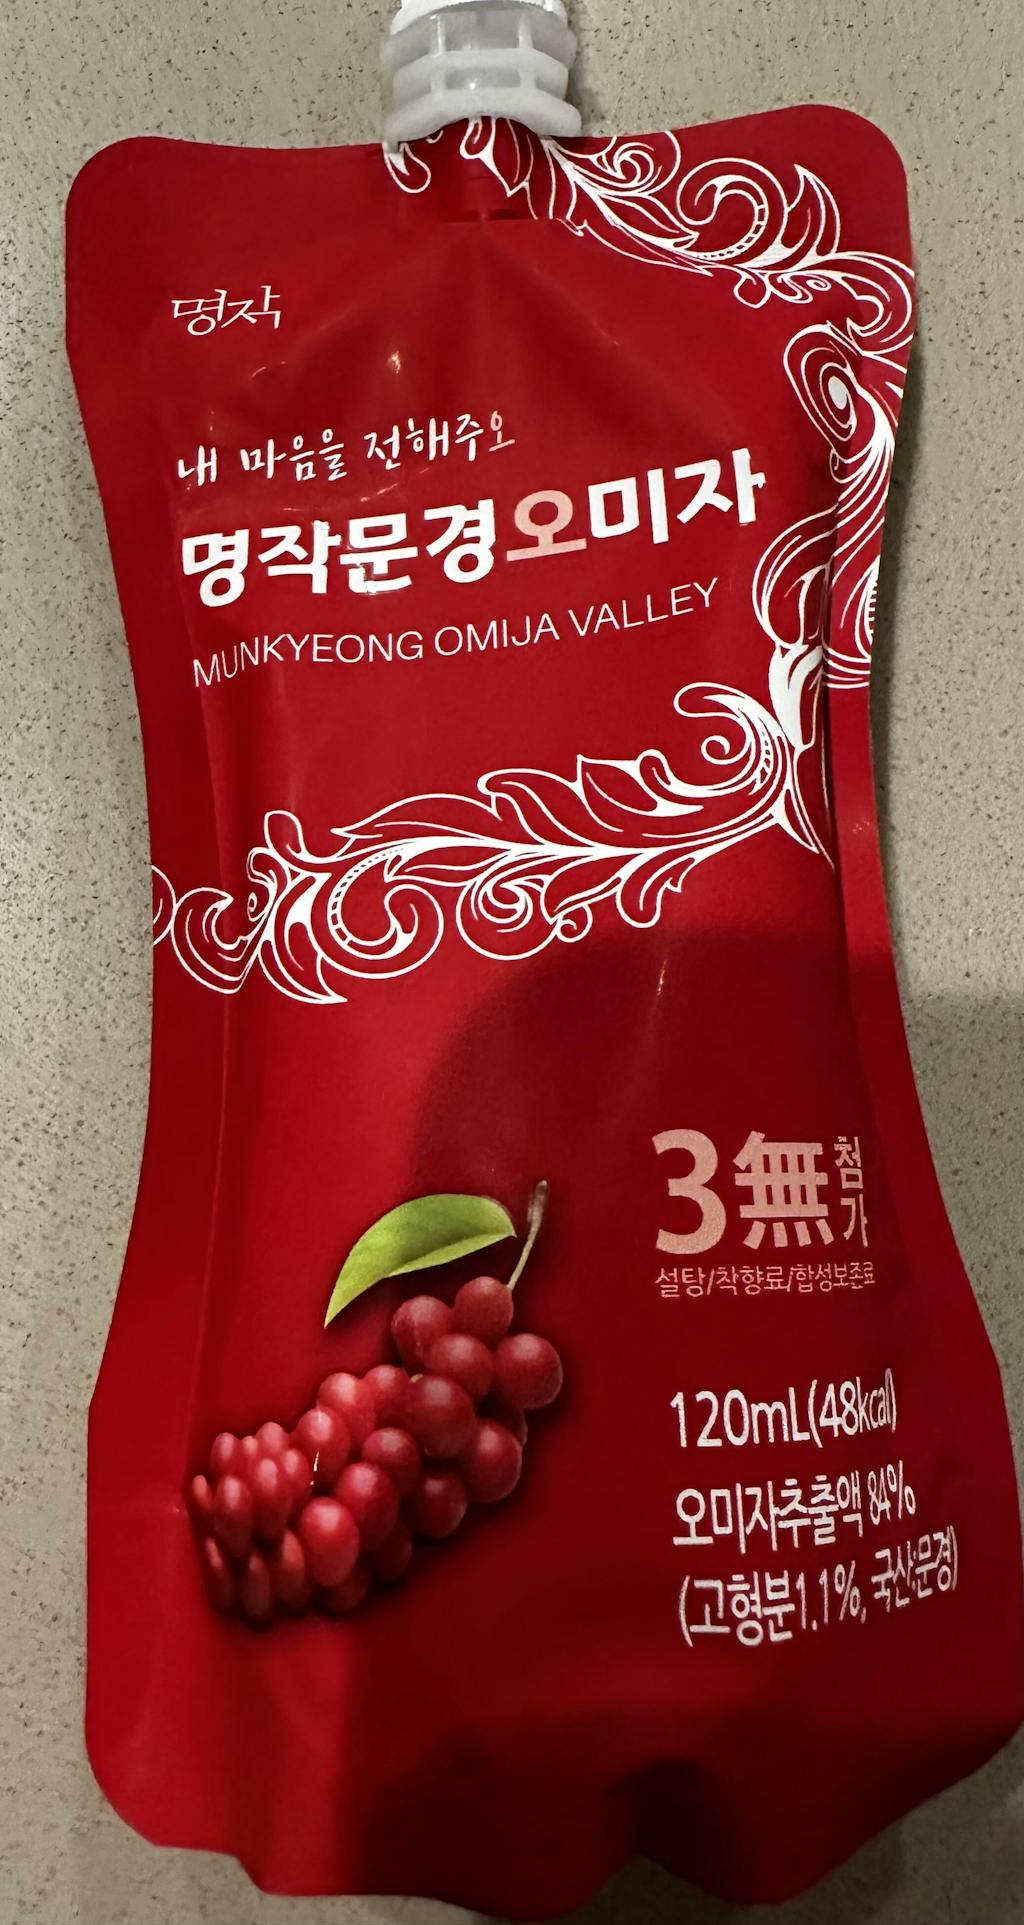 명작
내 마음을 전해주오
명작문경오미자
MUNKYEONG OMIJA VALLEY
3無첨가
설탕/착향료/합성보존료
120mL(48kcal)
오미자추출액 84%
(고형분1.1%, 국산:문경)